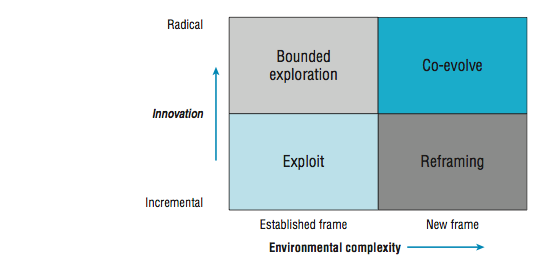 Radical
Bounded
exploration
Co-evolve
Innovation
Exploit
Reframing
Incremental
Established frame
New frame
Environmental complexity